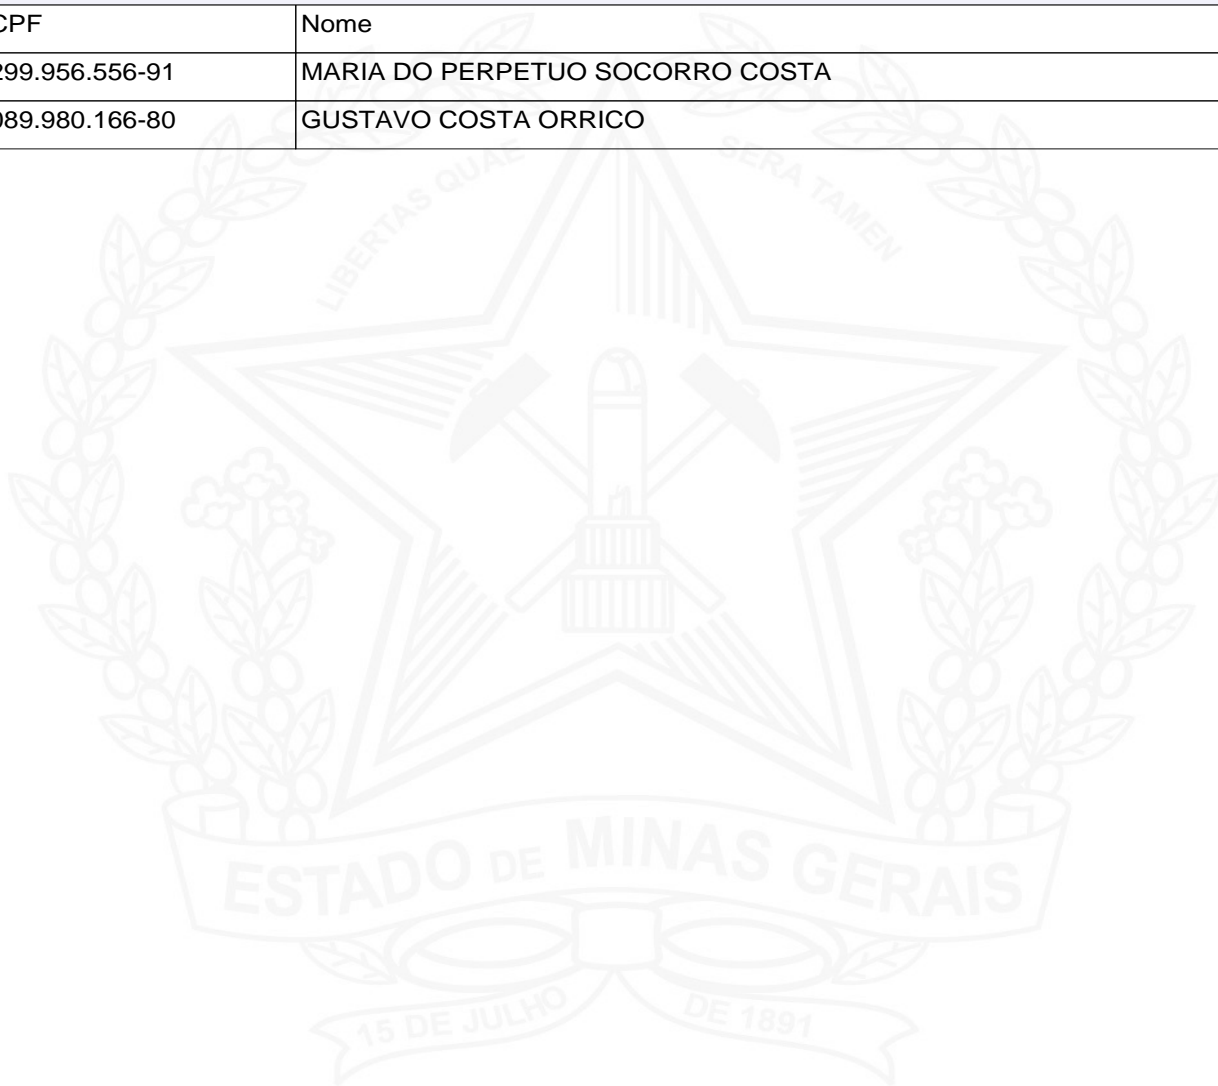 CPF Nome
299.956.556-91 MARIA DO PERPETUO SOCORRO COSTA
089.980.166-80 GUSTAVO COSTA ORRICO
LIBERTAS QUAE SERA TAMEN
ESTADO DE MINAS GERAIS
15 DE JULHO DE 1891